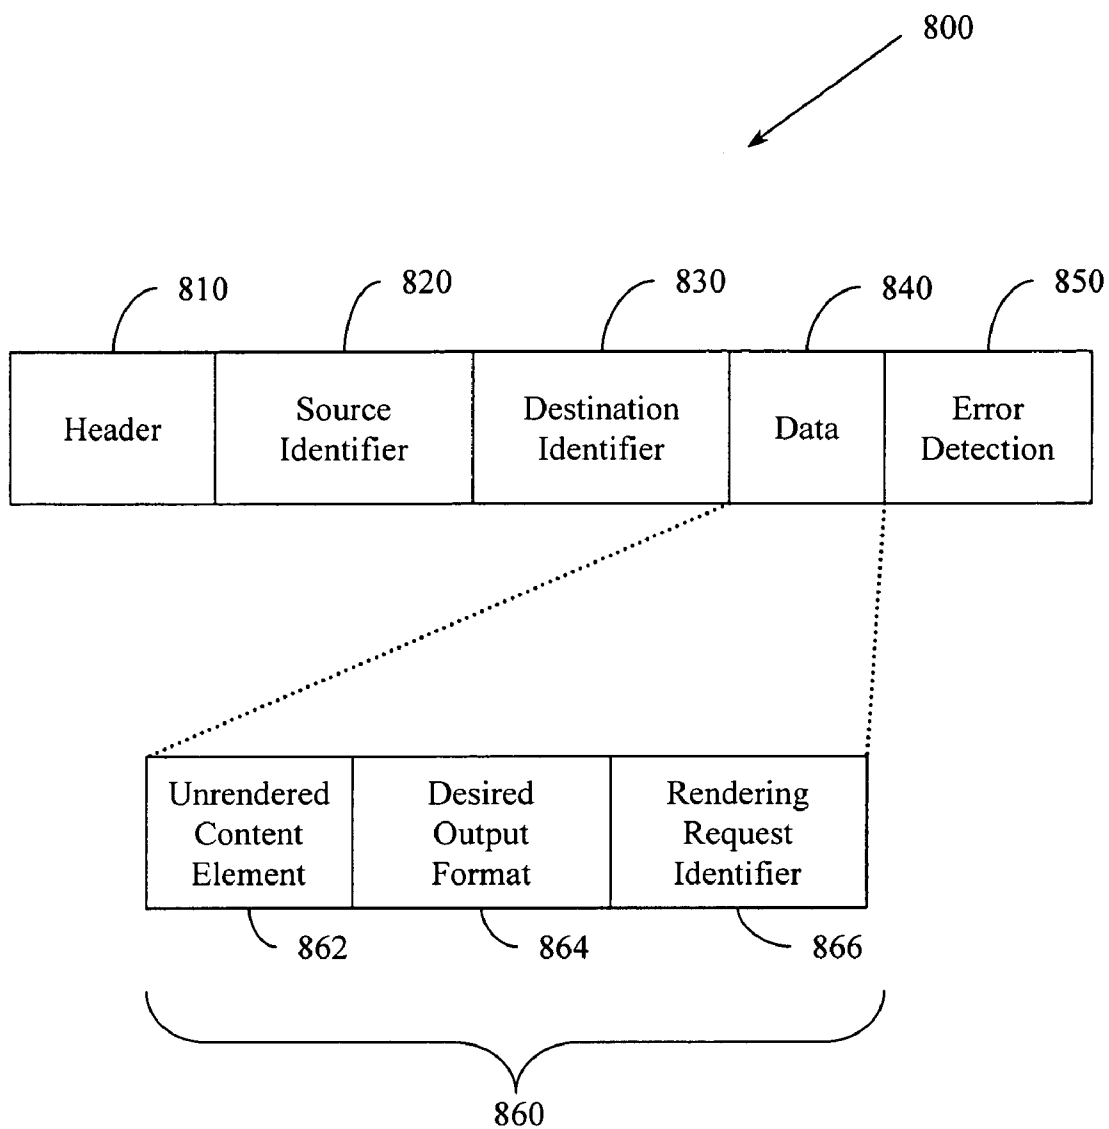 800
810
820
830
840
850
Header
Source
Identifier
Destination
Identifier
Data
Error
Detection
Unrendered
Content
Element
Desired
Output
Format
Rendering
Request
Identifier
862
864
866
860